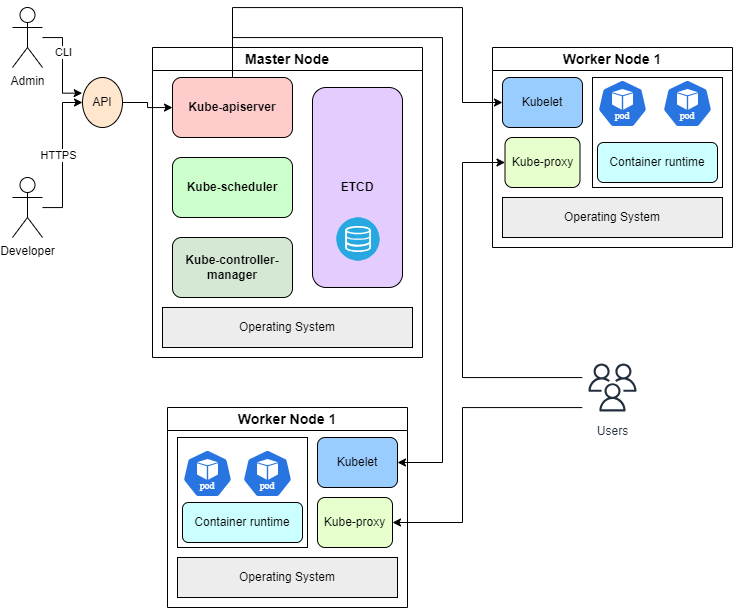 Admin
CLI
API
HTTPS
Developer
Master Node
Kube-apiserver
Kube-scheduler
Kube-controller-
manager
ETCD
Operating System
Worker Node 1
Kubelet
pod
pod
Kube-proxy
Container runtime
Operating System
Users
Worker Node 1
pod
pod
Kubelet
Container runtime
Kube-proxy
Operating System